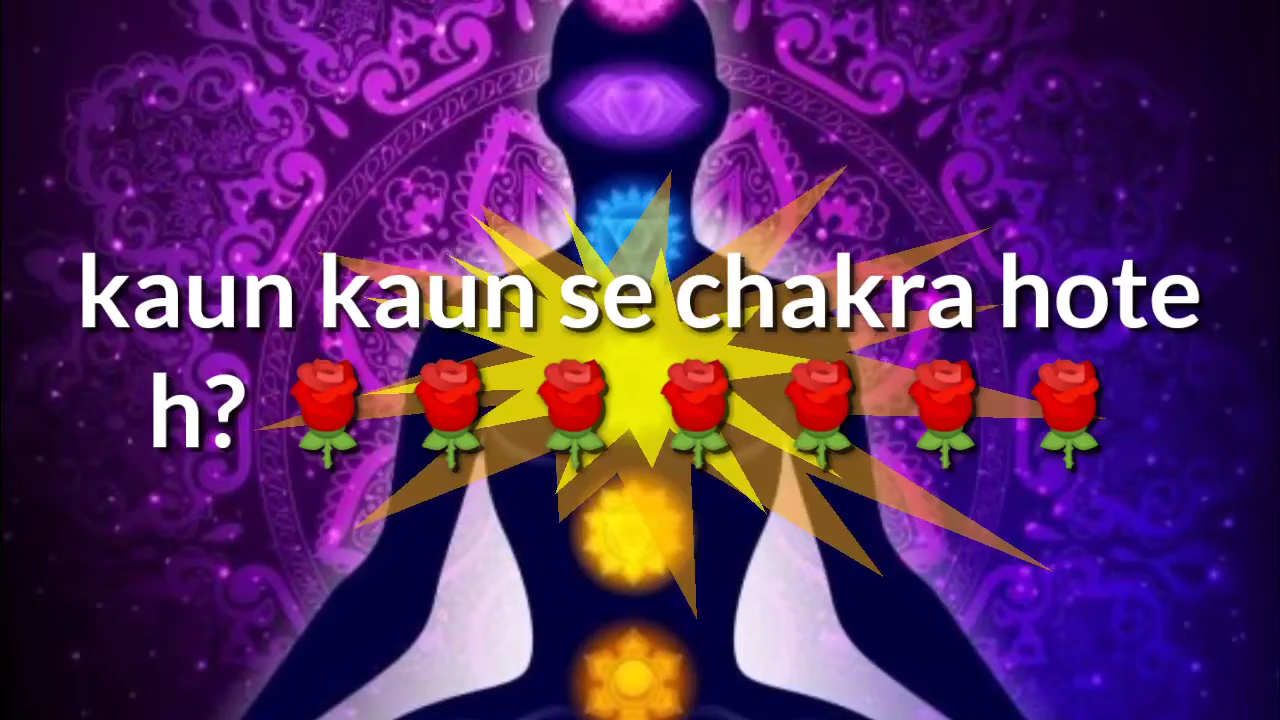 kaun kaun se chakra hote
h? 🌹🌹🌹🌹🌹🌹🌹